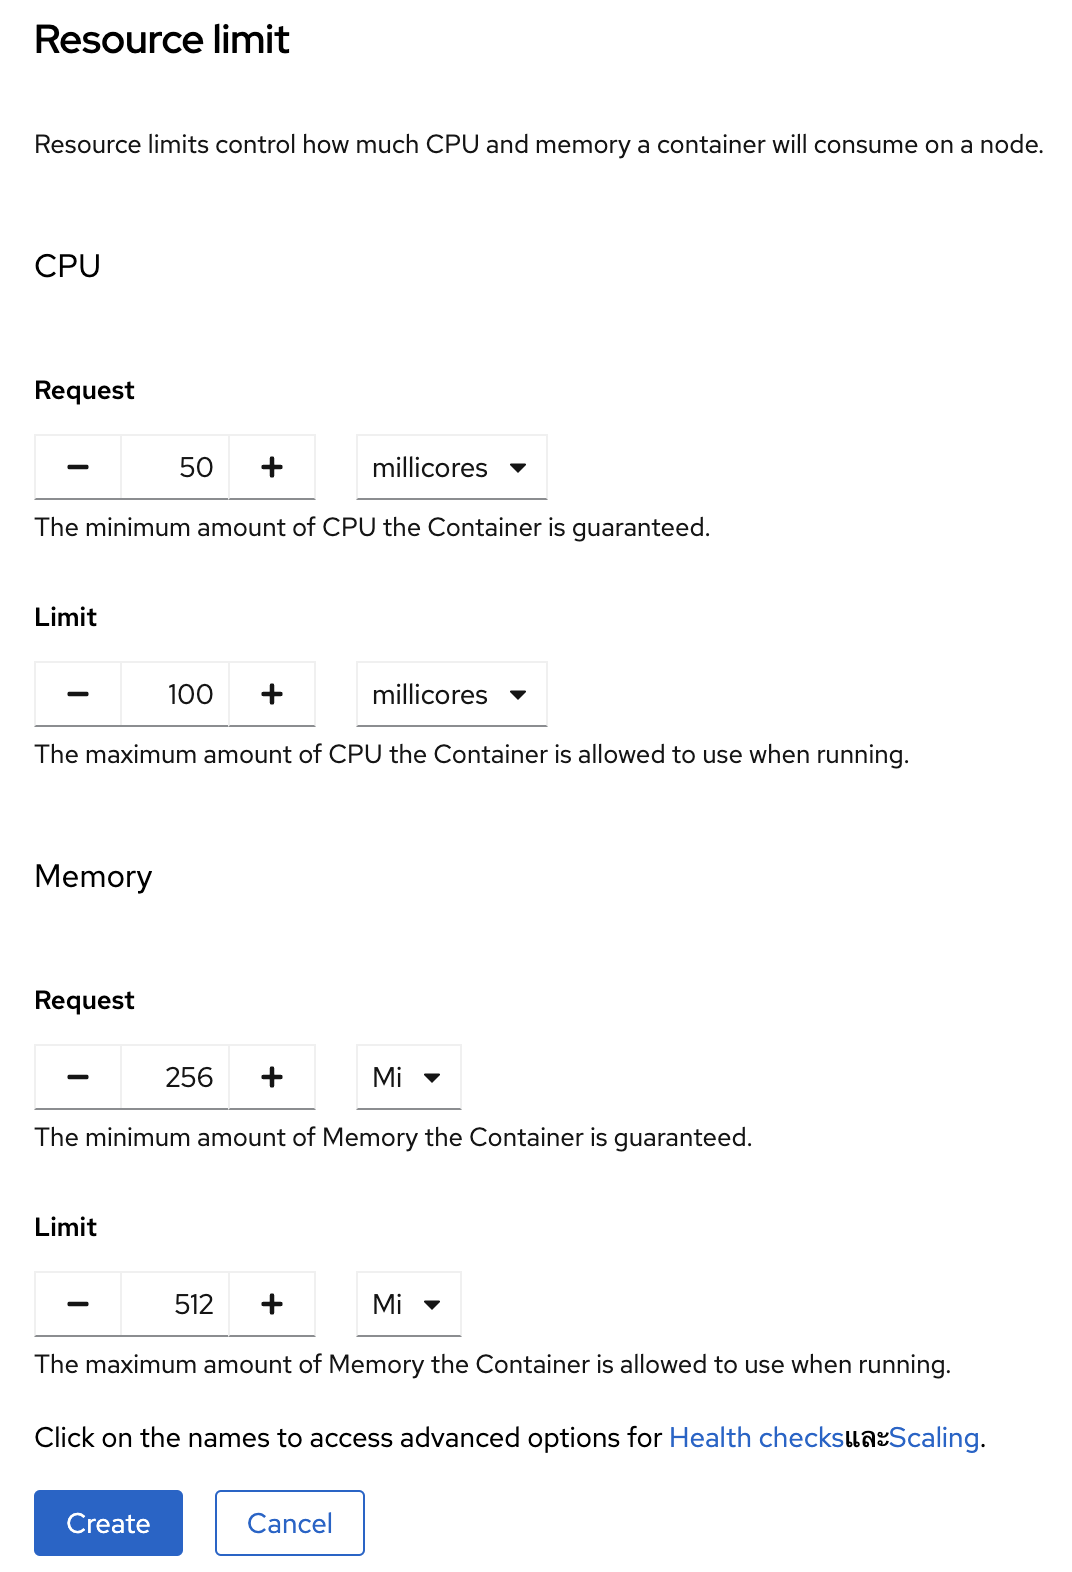 Resource limit
Resource limits control how much CPU and memory a container will consume on a node.
CPU
Request
50
millicores
The minimum amount of CPU the Container is guaranteed.
Limit
100
millicores
The maximum amount of CPU the Container is allowed to use when running.
Memory
Request
256
Mi
The minimum amount of Memory the Container is guaranteed.
Limit
512
Mi
The maximum amount of Memory the Container is allowed to use when running.
Click on the names to access advanced options for Health checksและScaling.
Create
Cancel